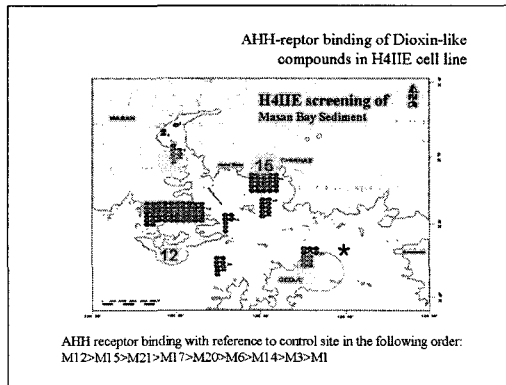 AHH-reptor binding of Dioxin-like
compounds in H4IIE cell line
H4IIE screening of
Masan Bay Sediment
MASAN
15
12
AHH receptor binding with reference to control site in the following order:
M12>M15>M21>M17>M20>M6>M14>M3>M1